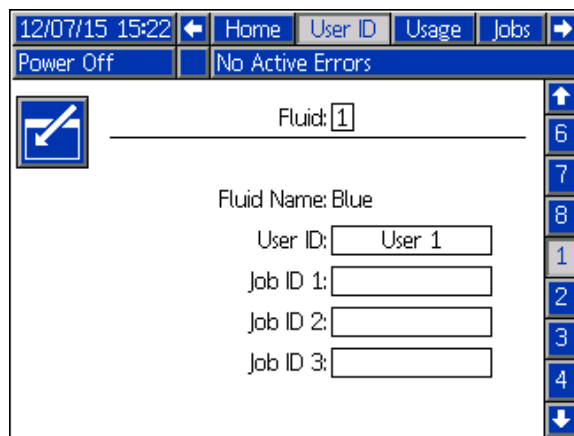 12/07/15 15:22 Home User ID Usage Jobs
Power Off No Active Errors
Fluid: 1
6
7
Fluid Name: Blue
8
User ID: User 1
1
Job ID 1:
2
Job ID 2:
3
Job ID 3:
4